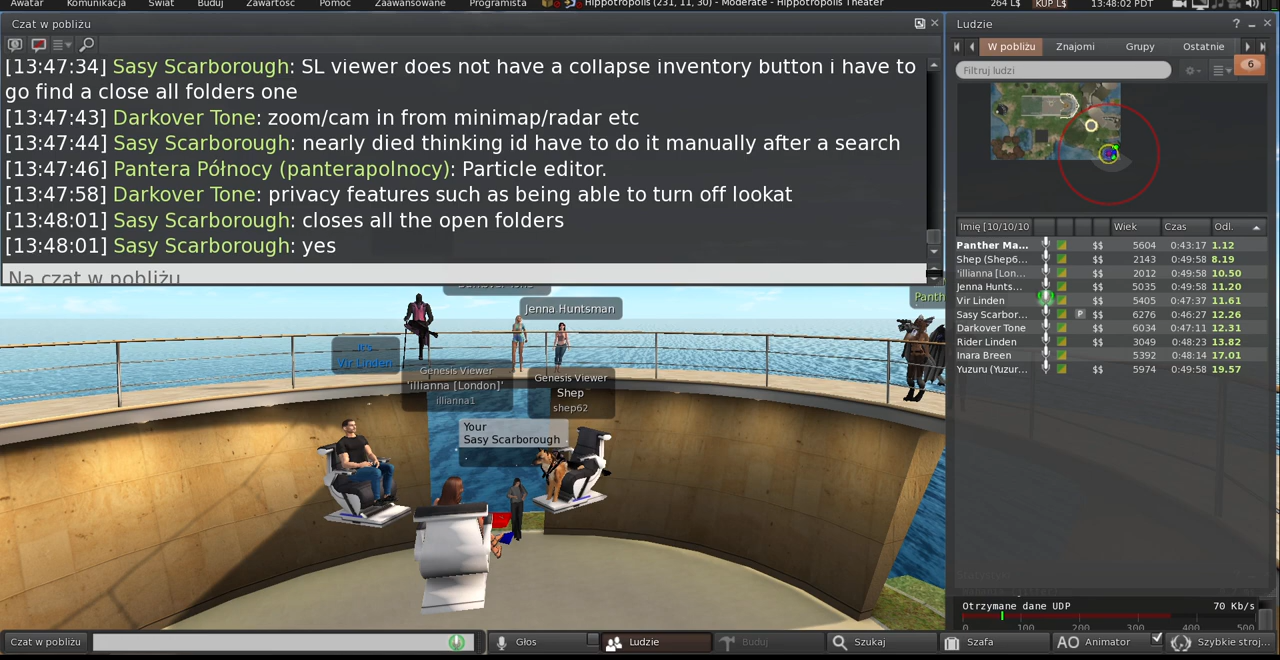 Awatar Komunikacja Świat Buduj Zawartość Pomoc Zaawansowane Programista Hippotropolis (231, 11, 30) - Moderate - Hippotropolis Theater 264 L$ KUP L$ 13:48:02 PDT
Czat w pobliżu
[13:47:34] Sasy Scarborough: SL viewer does not have a collapse inventory button i have to
go find a close all folders one
[13:47:43] Darkover Tone: zoom/cam in from minimap/radar etc
[13:47:44] Sasy Scarborough: nearly died thinking id have to do it manually after a search
[13:47:46] Pantera Północy (panterapolnocy): Particle editor.
[13:47:58] Darkover Tone: privacy features such as being able to turn off lookat
[13:48:01] Sasy Scarborough: closes all the open folders
[13:48:01] Sasy Scarborough: yes
Na czat w pobliżu
Ludzie
W pobliżu Znajomi Grupy Ostatnie
Filtruj ludzi
6
Imię [10/10/10 Wiek Czas Odl.
Panther Ma... $$ 5604 0:43:17 1.12
Shep (Shep6... $$ 2143 0:49:58 8.19
'illianna [Lon... $$ 2012 0:49:58 10.50
Jenna Hunts... $$ 5035 0:49:58 11.20
Vir Linden $$ 5405 0:47:37 11.61
Sasy Scarbor... P $$ 6276 0:46:27 12.26
Darkover Tone $$ 6034 0:47:11 12.31
Rider Linden $$ 3049 0:48:23 13.82
Inara Breen 5392 0:48:14 17.01
Yuzuru (Yuzur... $$ 5974 0:49:58 19.57
Darkover Tone
Jenna Huntsman
Panth
It's
Vir Linden
Genesis Viewer
'illianna [London]'
illianna1
Genesis Viewer
Shep
shep62
Your
Sasy Scarborough
Otrzymane dane UDP 70 Kb/s
0 100 200 300 400 500
Czat w pobliżu Głos Ludzie Buduj Szukaj Szafa AO Animator Szybkie stroj...